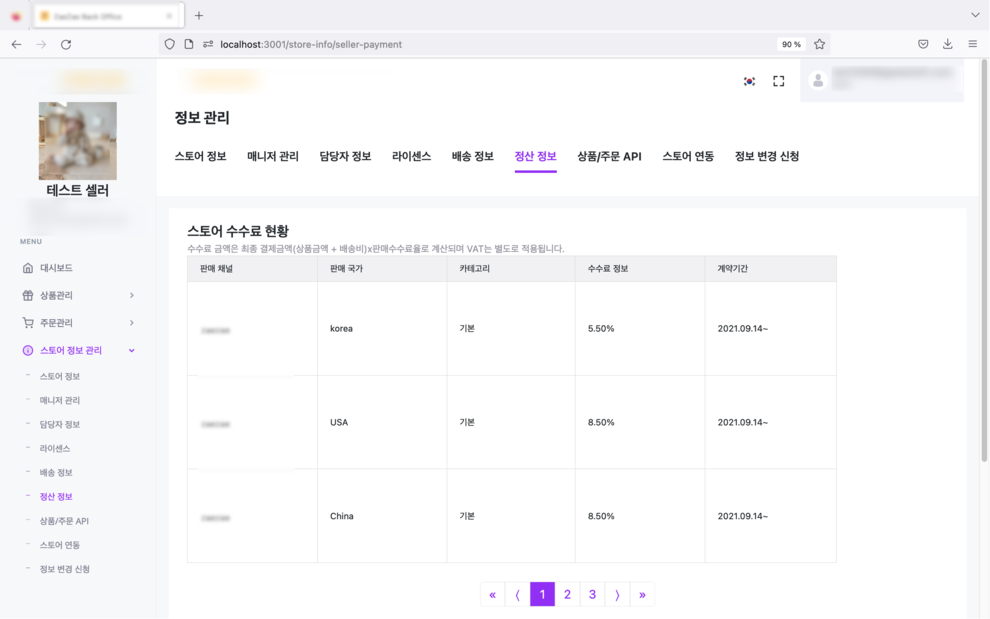 localhost:3001/store-info/seller-payment
90 %
테스트 셀러
MENU
대시보드
상품관리
주문관리
스토어 정보 관리
스토어 정보
매니저 관리
담당자 정보
라이센스
배송 정보
정산 정보
상품/주문 API
스토어 연동
정보 변경 신청
정보 관리
스토어 정보 매니저 관리 담당자 정보 라이센스 배송 정보 정산 정보 상품/주문 API 스토어 연동 정보 변경 신청
스토어 수수료 현황
수수료 금액은 최종 결제금액(상품금액 + 배송비)x판매수수료율로 계산되며 VAT는 별도로 적용됩니다.
판매 채널 판매 국가 카테고리 수수료 정보 계약기간
korea 기본 5.50% 2021.09.14~
USA 기본 8.50% 2021.09.14~
China 기본 8.50% 2021.09.14~
« ⟨ 1 2 3 ⟩ »